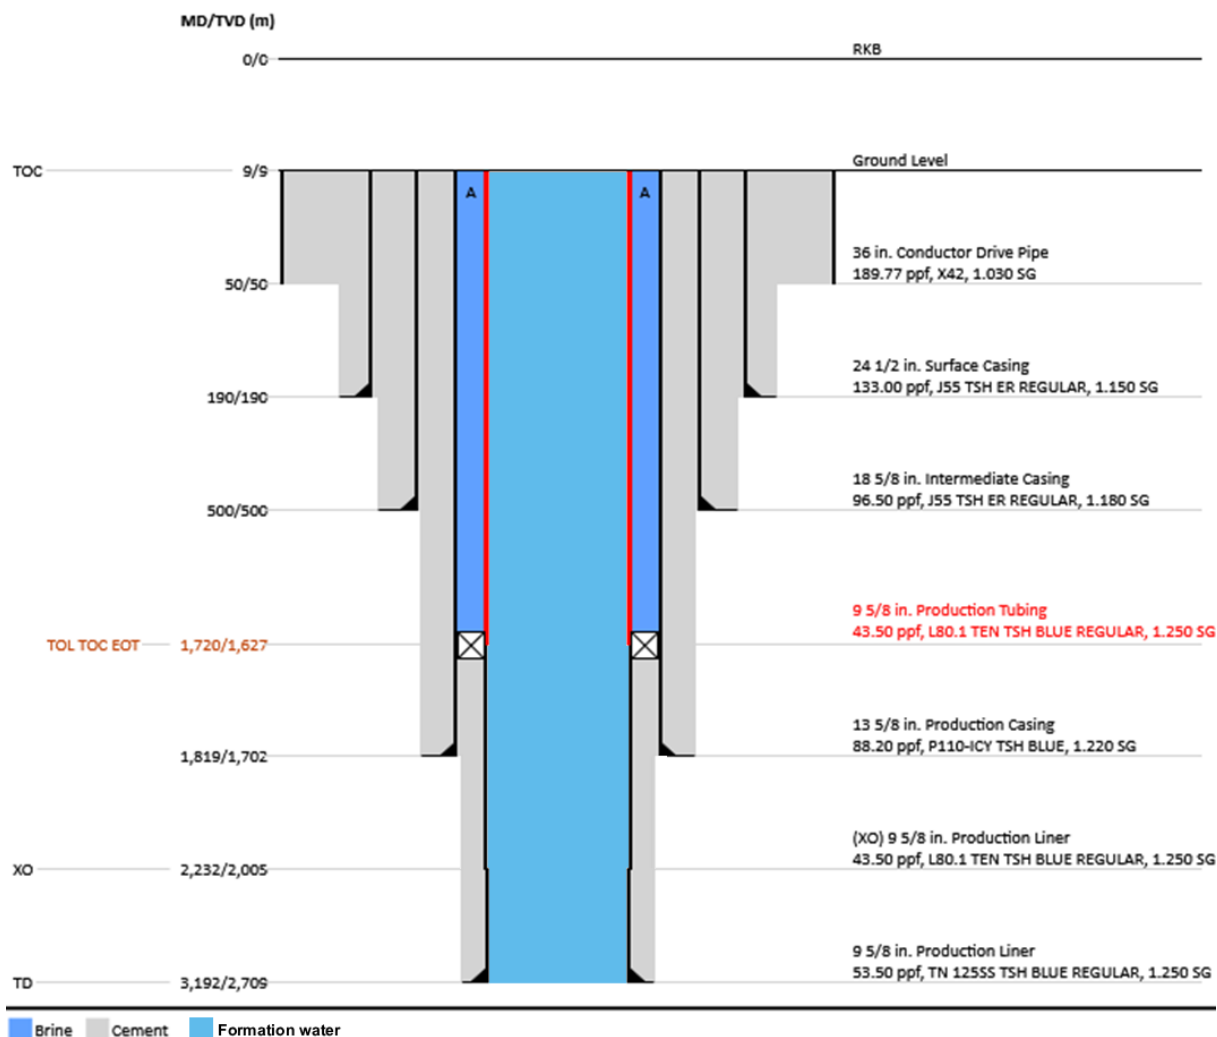 MD/TVD (m)
0/0 RKB
TOC 9/9 Ground Level
A A
36 in. Conductor Drive Pipe
50/50 189.77 ppf, X42, 1.030 SG
24 1/2 in. Surface Casing
190/190 133.00 ppf, J55 TSH ER REGULAR, 1.150 SG
18 5/8 in. Intermediate Casing
500/500 96.50 ppf, J55 TSH ER REGULAR, 1.180 SG
9 5/8 in. Production Tubing
TOL TOC EOT 1,720/1,627 43.50 ppf, L80.1 TEN TSH BLUE REGULAR, 1.250 SG
13 5/8 in. Production Casing
1,819/1,702 88.20 ppf, P110-ICY TSH BLUE, 1.220 SG
(XO) 9 5/8 in. Production Liner
XO 2,232/2,005 43.50 ppf, L80.1 TEN TSH BLUE REGULAR, 1.250 SG
9 5/8 in. Production Liner
TD 3,192/2,709 53.50 ppf, TN 125SS TSH BLUE REGULAR, 1.250 SG
Brine Cement Formation water